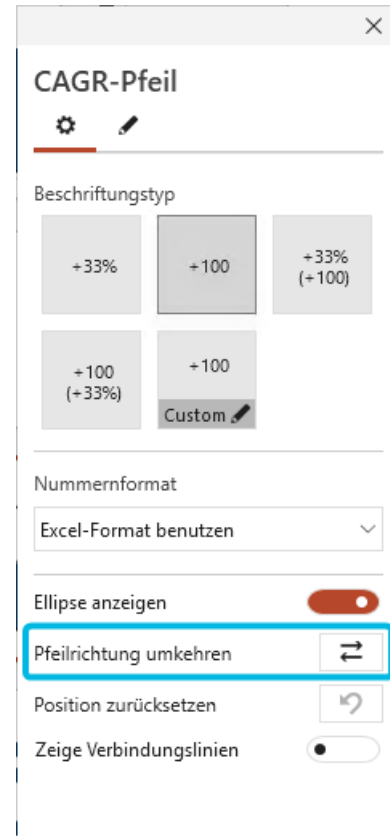 CAGR-Pfeil
Beschriftungstyp
+33%
+100
+33%
(+100)
+100
(+33%)
+100
Custom
Nummernformat
Excel-Format benutzen
Ellipse anzeigen
Pfeilrichtung umkehren
Position zurücksetzen
Zeige Verbindungslinien